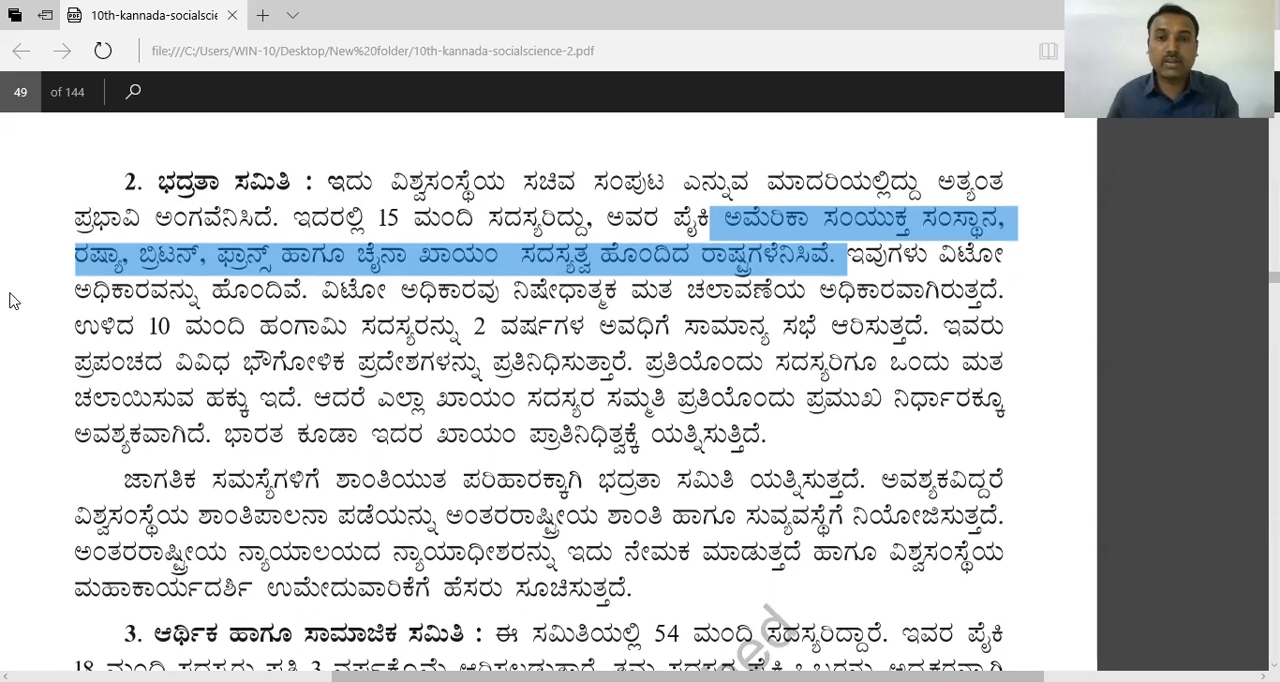 10th-kannada-socialscie
file:///C:/Users/WIN-10/Desktop/New%20folder/10th-kannada-socialscience-2.pdf
49 of 144
2. ಭದ್ರತಾ ಸಮಿತಿ : ಇದು ವಿಶ್ವಸಂಸ್ಥೆಯ ಸಚಿವ ಸಂಪುಟ ಎನ್ನುವ ಮಾದರಿಯಲ್ಲಿದ್ದು ಅತ್ಯಂತ
ಪ್ರಭಾವಿ ಅಂಗವೆನಿಸಿದೆ. ಇದರಲ್ಲಿ 15 ಮಂದಿ ಸದಸ್ಯರಿದ್ದು, ಅವರ ಪೈಕಿ ಅಮೆರಿಕಾ ಸಂಯುಕ್ತ ಸಂಸ್ಥಾನ,
ರಷ್ಯಾ, ಬ್ರಿಟನ್, ಫ್ರಾನ್ಸ್ ಹಾಗೂ ಚೈನಾ ಖಾಯಂ ಸದಸ್ಯತ್ವ ಹೊಂದಿದ ರಾಷ್ಟ್ರಗಳೆನಿಸಿವೆ. ಇವುಗಳು ವಿಟೋ
ಅಧಿಕಾರವನ್ನು ಹೊಂದಿವೆ. ವಿಟೋ ಅಧಿಕಾರವು ನಿಷೇಧಾತ್ಮಕ ಮತ ಚಲಾವಣೆಯ ಅಧಿಕಾರವಾಗಿರುತ್ತದೆ.
ಉಳಿದ 10 ಮಂದಿ ಹಂಗಾಮಿ ಸದಸ್ಯರನ್ನು 2 ವರ್ಷಗಳ ಅವಧಿಗೆ ಸಾಮಾನ್ಯ ಸಭೆ ಆರಿಸುತ್ತದೆ. ಇವರು
ಪ್ರಪಂಚದ ವಿವಿಧ ಭೌಗೋಳಿಕ ಪ್ರದೇಶಗಳನ್ನು ಪ್ರತಿನಿಧಿಸುತ್ತಾರೆ. ಪ್ರತಿಯೊಂದು ಸದಸ್ಯರಿಗೂ ಒಂದು ಮತ
ಚಲಾಯಿಸುವ ಹಕ್ಕು ಇದೆ. ಆದರೆ ಎಲ್ಲಾ ಖಾಯಂ ಸದಸ್ಯರ ಸಮ್ಮತಿ ಪ್ರತಿಯೊಂದು ಪ್ರಮುಖ ನಿರ್ಧಾರಕ್ಕೂ
ಅವಶ್ಯಕವಾಗಿದೆ. ಭಾರತ ಕೂಡಾ ಇದರ ಖಾಯಂ ಪ್ರಾತಿನಿಧಿತ್ವಕ್ಕೆ ಯತ್ನಿಸುತ್ತಿದೆ.
ಜಾಗತಿಕ ಸಮಸ್ಯೆಗಳಿಗೆ ಶಾಂತಿಯುತ ಪರಿಹಾರಕ್ಕಾಗಿ ಭದ್ರತಾ ಸಮಿತಿ ಯತ್ನಿಸುತ್ತದೆ. ಅವಶ್ಯಕವಿದ್ದರೆ
ವಿಶ್ವಸಂಸ್ಥೆಯ ಶಾಂತಿಪಾಲನಾ ಪಡೆಯನ್ನು ಅಂತರರಾಷ್ಟ್ರೀಯ ಶಾಂತಿ ಹಾಗೂ ಸುವ್ಯವಸ್ಥೆಗೆ ನಿಯೋಜಿಸುತ್ತದೆ.
ಅಂತರರಾಷ್ಟ್ರೀಯ ನ್ಯಾಯಾಲಯದ ನ್ಯಾಯಾಧೀಶರನ್ನು ಇದು ನೇಮಕ ಮಾಡುತ್ತದೆ ಹಾಗೂ ವಿಶ್ವಸಂಸ್ಥೆಯ
ಮಹಾಕಾರ್ಯದರ್ಶಿ ಉಮೇದುವಾರಿಕೆಗೆ ಹೆಸರು ಸೂಚಿಸುತ್ತದೆ.
3. ಆರ್ಥಿಕ ಹಾಗೂ ಸಾಮಾಜಿಕ ಸಮಿತಿ : ಈ ಸಮಿತಿಯಲ್ಲಿ 54 ಮಂದಿ ಸದಸ್ಯರಿದ್ದಾರೆ. ಇವರ ಪೈಕಿ
18 ಮಂದಿ ಸದಸ್ಯರು ಪ್ರತಿ 3